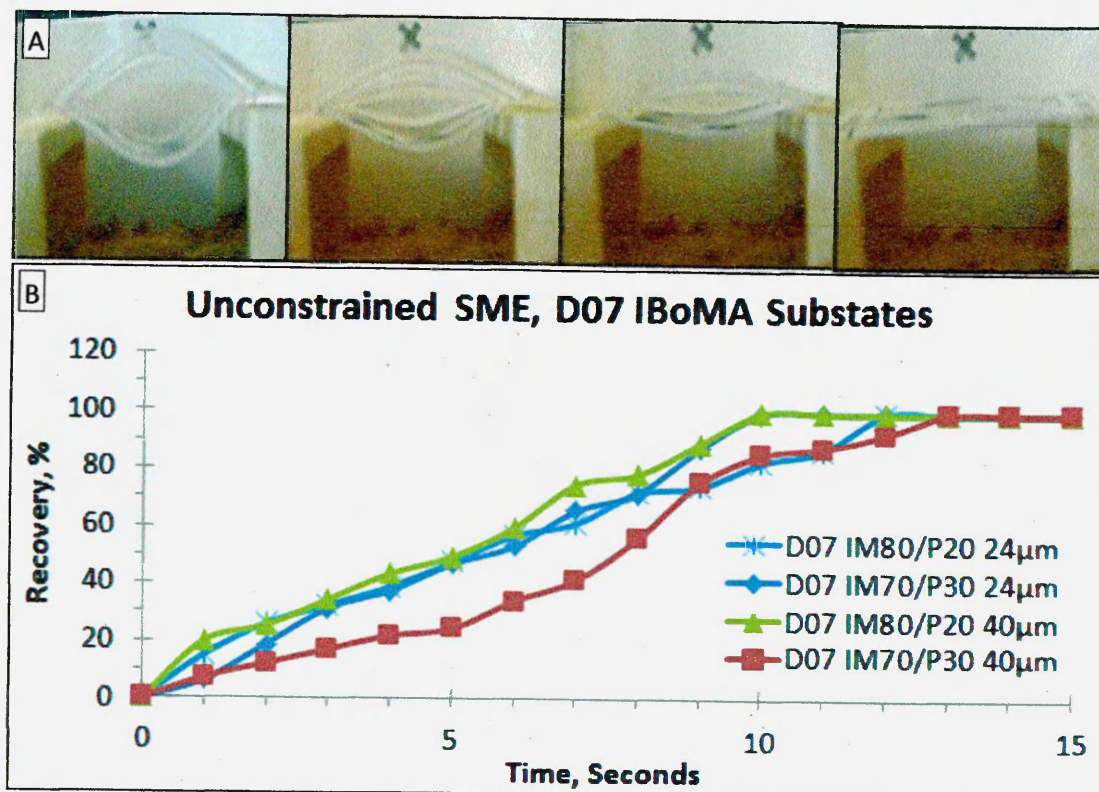 A
B
Unconstrained SME, D07 IBoMA Substates
120
100
80
60
40
20
0
Recovery, %
D07 IM80/P20 24µm
D07 IM70/P30 24µm
D07 IM80/P20 40µm
D07 IM70/P30 40µm
0 5 10 15
Time, Seconds